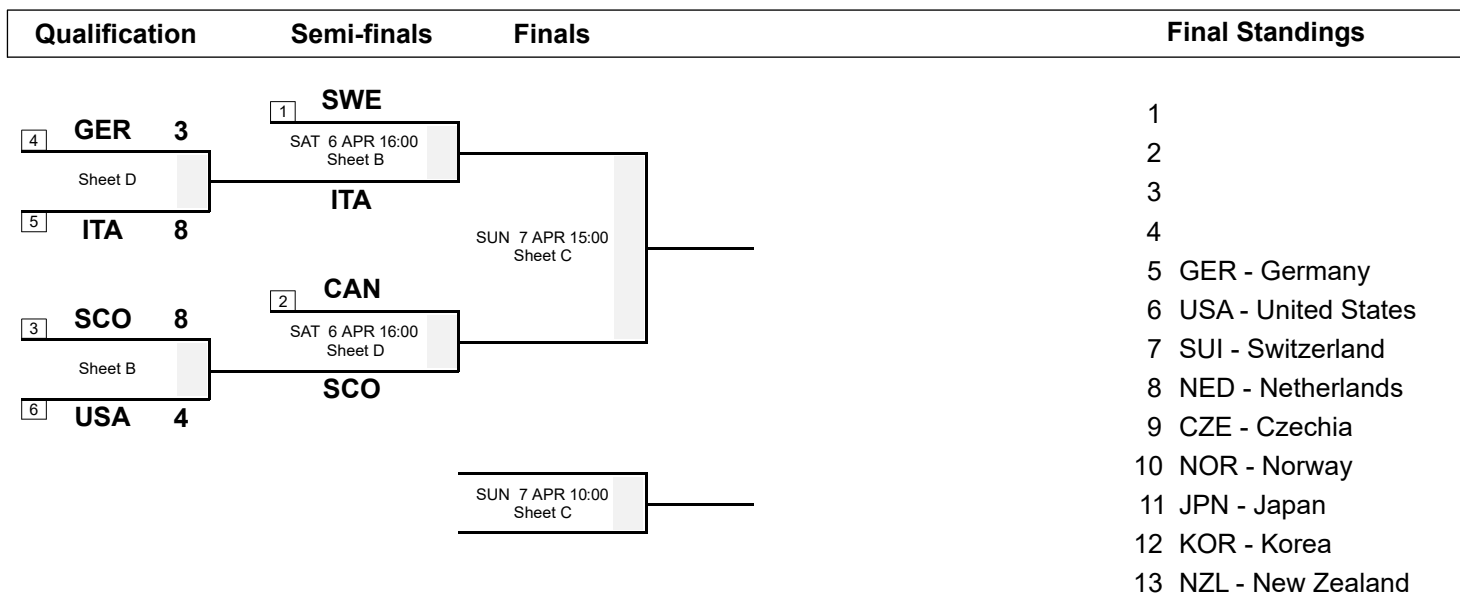 Qualification Semi-finals Finals Final Standings
1 SWE
4 GER 3
SAT 6 APR 16:00
Sheet B
Sheet D
ITA
5 ITA 8
SUN 7 APR 15:00
Sheet C
2 CAN
3 SCO 8
SAT 6 APR 16:00
Sheet D
Sheet B
SCO
6 USA 4
SUN 7 APR 10:00
Sheet C
1
2
3
4
5 GER - Germany
6 USA - United States
7 SUI - Switzerland
8 NED - Netherlands
9 CZE - Czechia
10 NOR - Norway
11 JPN - Japan
12 KOR - Korea
13 NZL - New Zealand